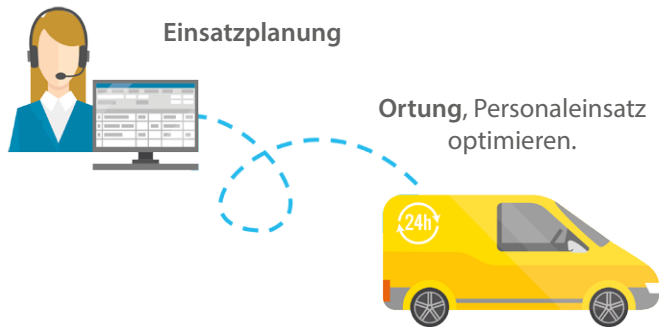 Einsatzplanung
Ortung, Personaleinsatz
optimieren.
24h